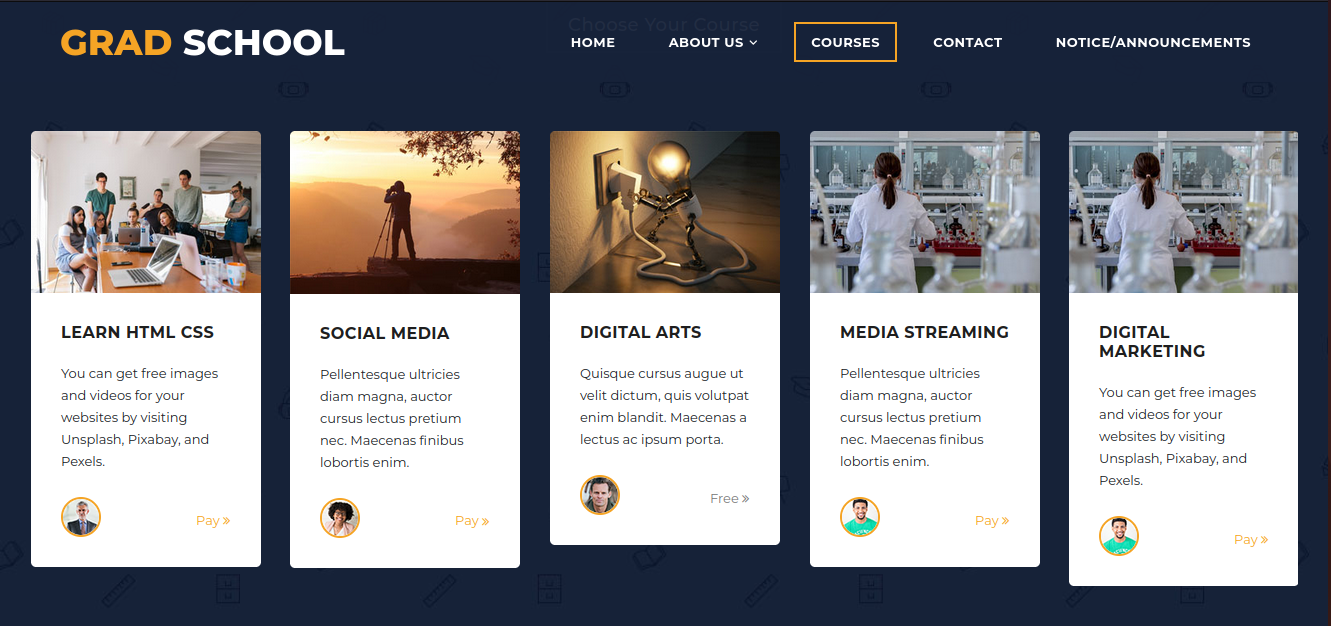 Choose Your Course
GRAD SCHOOL
HOME
ABOUT US
COURSES
CONTACT
NOTICE/ANNOUNCEMENTS
LEARN HTML CSS
You can get free images
and videos for your
websites by visiting
Unsplash, Pixabay, and
Pexels.
Pay »
SOCIAL MEDIA
Pellentesque ultricies
diam magna, auctor
cursus lectus pretium
nec. Maecenas finibus
lobortis enim.
Pay »
DIGITAL ARTS
Quisque cursus augue ut
velit dictum, quis volutpat
enim blandit. Maecenas a
lectus ac ipsum porta.
Free »
MEDIA STREAMING
Pellentesque ultricies
diam magna, auctor
cursus lectus pretium
nec. Maecenas finibus
lobortis enim.
Pay »
DIGITAL
MARKETING
You can get free images
and videos for your
websites by visiting
Unsplash, Pixabay, and
Pexels.
Pay »